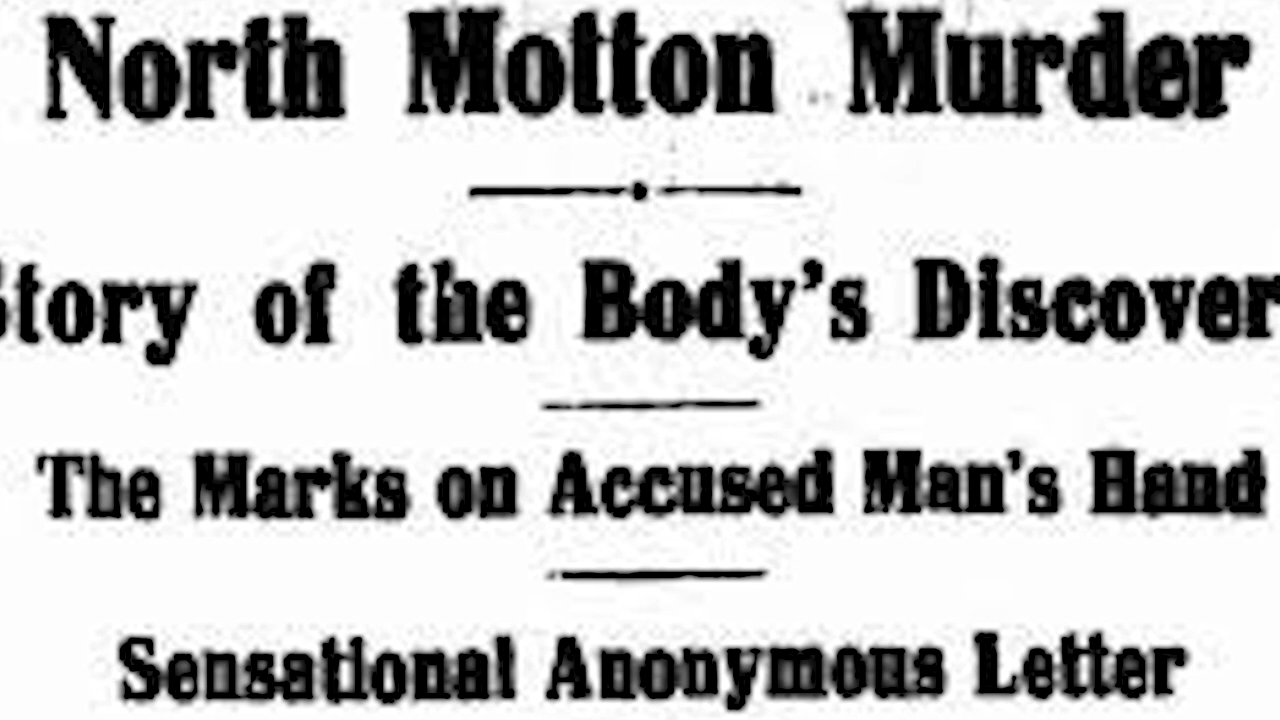 North Motton Murder
Story of the Body's Discover
The Marks on Accused Man's Hand
Sensational Anonymous Letter